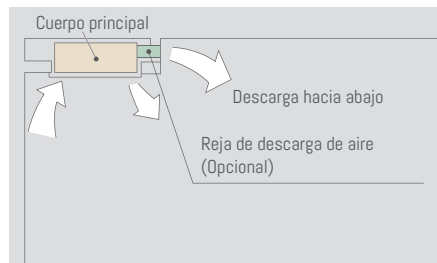 Cuerpo principal
Descarga hacia abajo
Reja de descarga de aire
(Opcional)